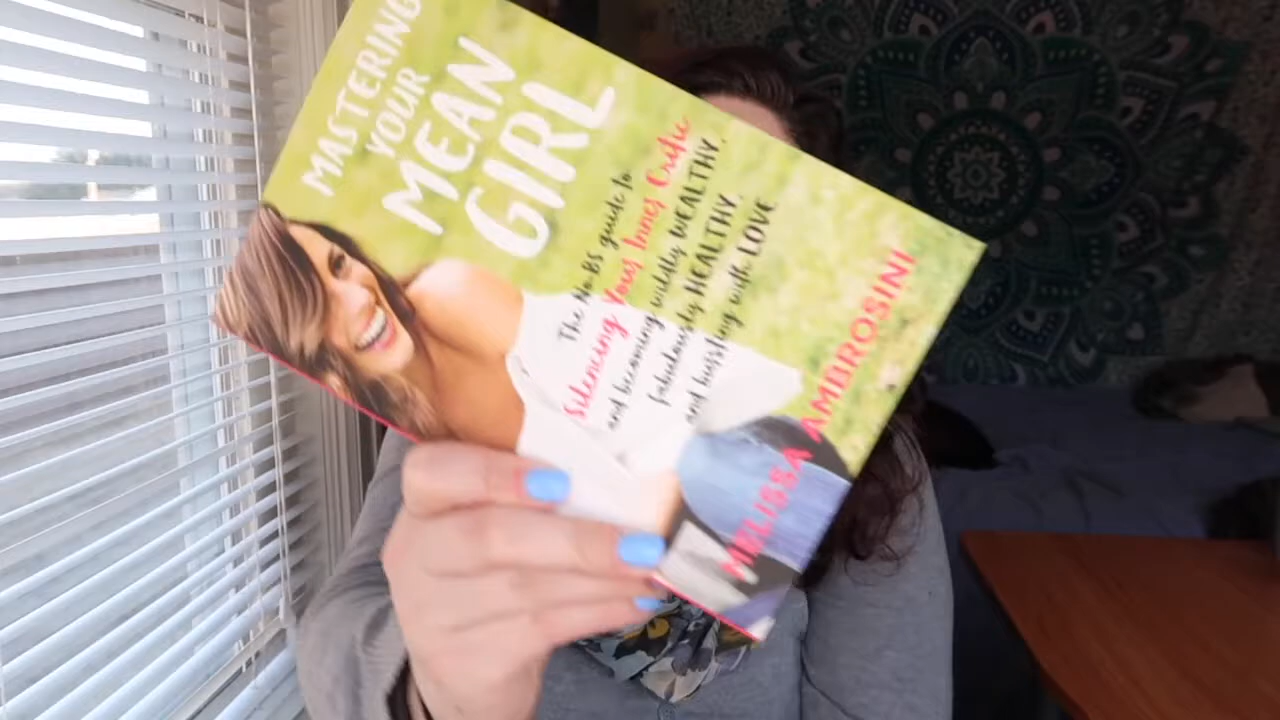 MASTERING
YOUR
MEAN
GIRL
The No-BS guide to
Silencing Your Inner Critic
and becoming wildly WEALTHY,
fabulously HEALTHY
and bursting with LOVE
MELISSA AMBROSINI